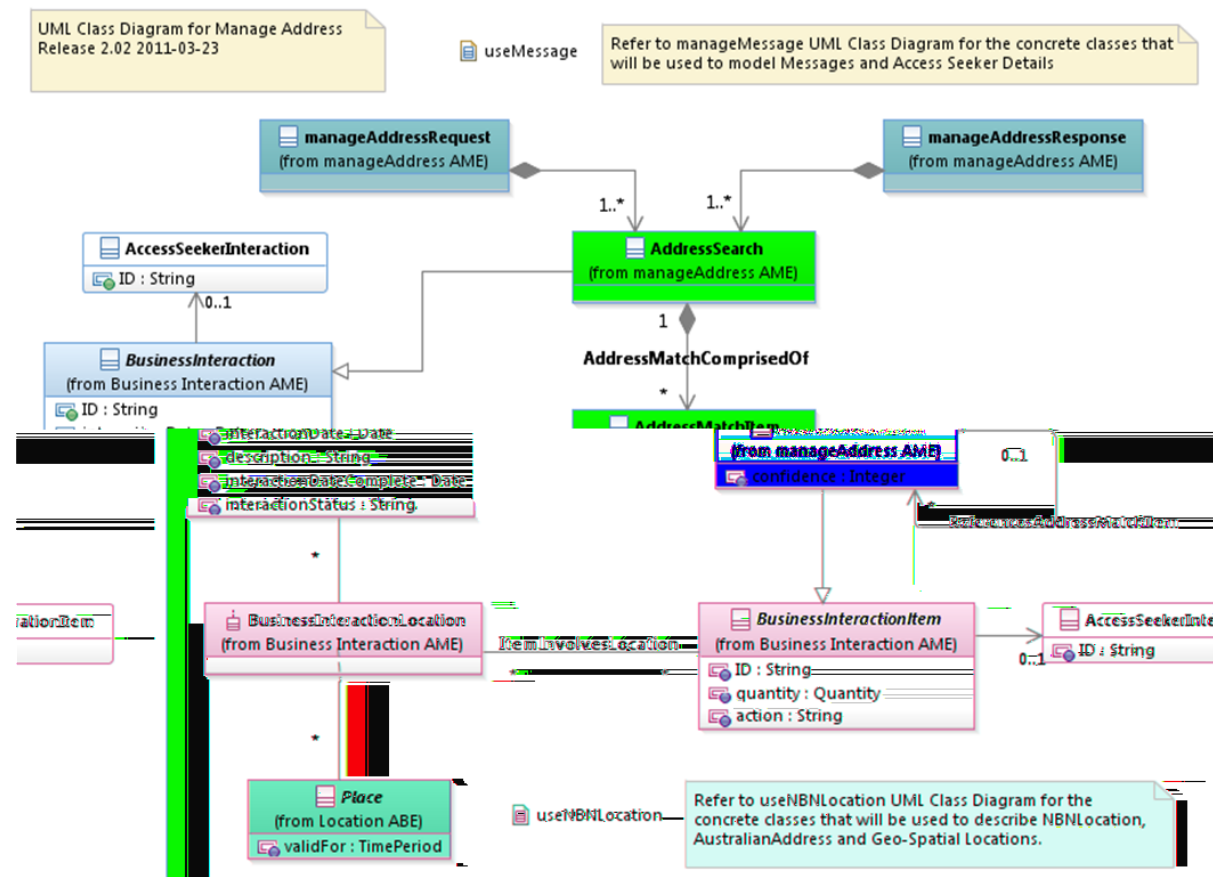 UML Class Diagram for Manage Address
Release 2.02 2011-03-23
useMessage
Refer to manageMessage UML Class Diagram for the concrete classes that
will be used to model Messages and Access Seeker Details
manageAddressRequest
(from manageAddress AME)
manageAddressResponse
(from manageAddress AME)
1..*
1..*
AccessSeekerInteraction
ID : String
0..1
AddressSearch
(from manageAddress AME)
1
AddressMatchComprisedOf
*
BusinessInteraction
(from Business Interaction AME)
ID : String
interactionDate : Date
description : String
interactionDateComplete : Date
interactionStatus : String
AddressMatchItem
(from manageAddress AME)
confidence : Integer
0..1
*
ReferencesAddressMatchItem
*
BusinessInteractionLocation
(from Business Interaction AME)
ItemInvolvesLocation
*
BusinessInteractionItem
(from Business Interaction AME)
ID : String
quantity : Quantity
action : String
0..1
AccessSeekerInte
ID : String
ationItem
*
Place
(from Location ABE)
validFor : TimePeriod
useNBNLocation
Refer to useNBNLocation UML Class Diagram for the
concrete classes that will be used to describe NBNLocation,
AustralianAddress and Geo-Spatial Locations.